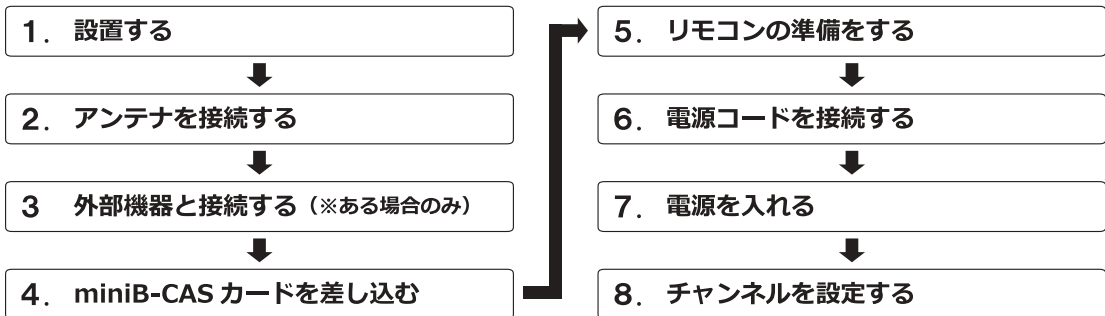 1. 設置する
2. アンテナを接続する
3 外部機器と接続する（※ある場合のみ）
4. miniB-CAS カードを差し込む
5. リモコンの準備をする
6. 電源コードを接続する
7. 電源を入れる
8. チャンネルを設定する